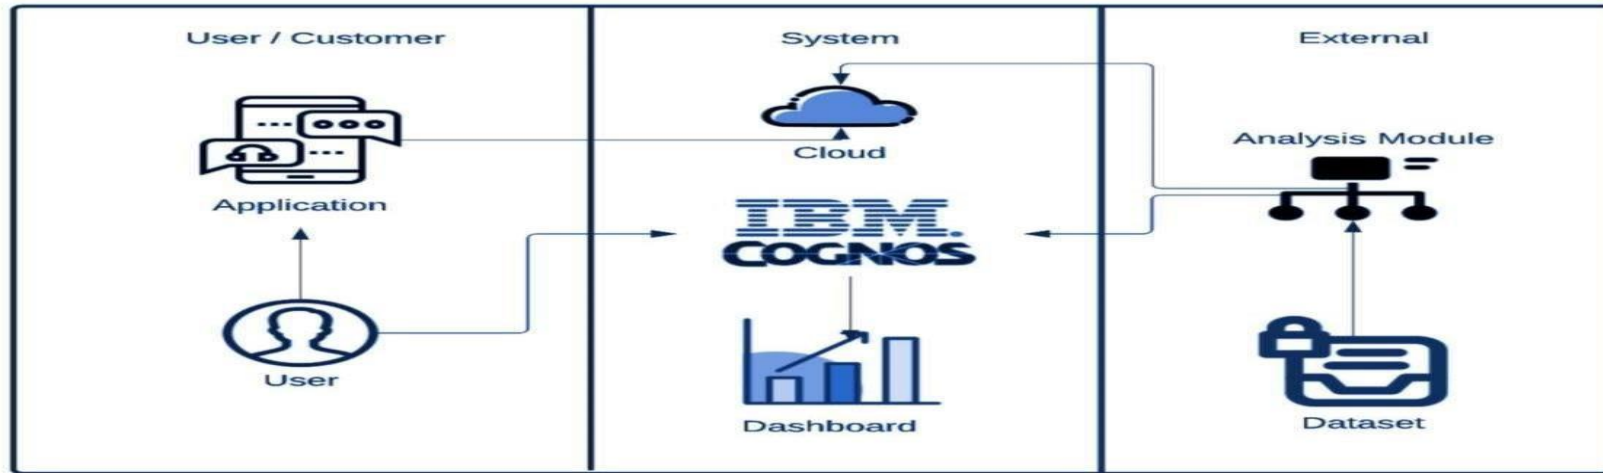 User / Customer
System
External
Analysis Module
Cloud
Application
IBM.
COGNOS
User
Dashboard
Dataset